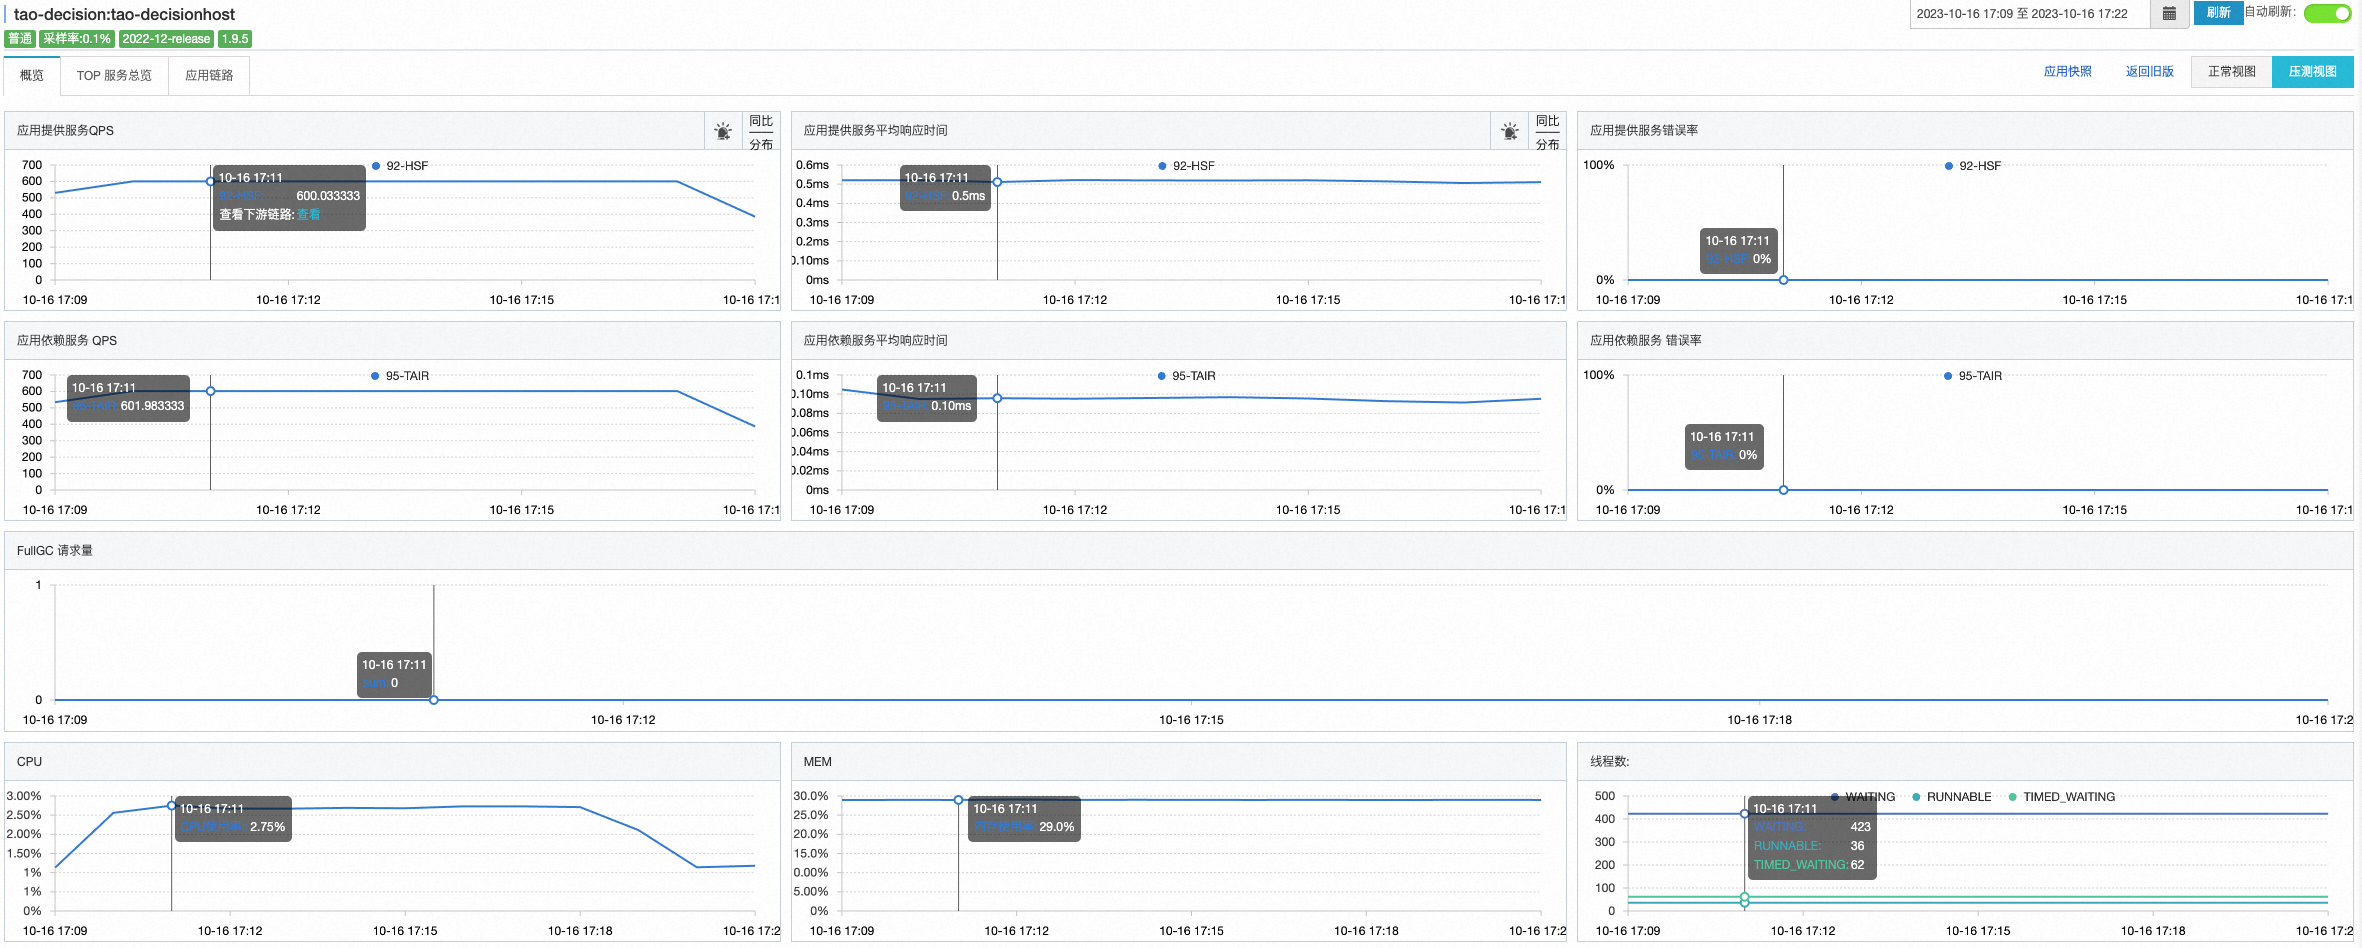 tao-decision:tao-decisionhost
2023-10-16 17:09 至 2023-10-16 17:22
刷新
自动刷新:
普通 采样率:0.1% 2022-12-release 1.9.5
概览 TOP 服务总览 应用链路
应用快照 返回旧版 正常视图 压测视图
应用提供服务QPS
同比
分布
92-HSF
700
600
500
400
300
200
100
0
10-16 17:11
92-HSF: 600.033333
查看下游链路: 查看
10-16 17:09 10-16 17:12 10-16 17:15 10-16 17:1
应用提供服务平均响应时间
同比
分布
92-HSF
0.6ms
0.5ms
0.4ms
0.3ms
0.2ms
0.10ms
0ms
10-16 17:11
92-HSF: 0.5ms
10-16 17:09 10-16 17:12 10-16 17:15 10-16 17:1
应用提供服务错误率
92-HSF
100%
0%
10-16 17:11
92-HSF: 0%
10-16 17:09 10-16 17:12 10-16 17:15 10-16 17:1
应用依赖服务 QPS
95-TAIR
700
600
500
400
300
200
100
0
10-16 17:11
95-TAIR: 601.983333
10-16 17:09 10-16 17:12 10-16 17:15 10-16 17:1
应用依赖服务平均响应时间
95-TAIR
0.1ms
0.10ms
0.08ms
0.06ms
0.04ms
0.02ms
0ms
10-16 17:11
95-TAIR: 0.10ms
10-16 17:09 10-16 17:12 10-16 17:15 10-16 17:1
应用依赖服务 错误率
95-TAIR
100%
0%
10-16 17:11
95-TAIR: 0%
10-16 17:09 10-16 17:12 10-16 17:15 10-16 17:1
FullGC 请求量
1
0
10-16 17:11
0
10-16 17:09 10-16 17:12 10-16 17:15 10-16 17:18 10-16 17:2
CPU
3.00%
2.50%
2.00%
1.50%
1%
1%
0%
10-16 17:11
CPU使用率: 2.75%
10-16 17:09 10-16 17:12 10-16 17:15 10-16 17:18 10-16 17:2
MEM
30.0%
25.0%
20.0%
15.0%
0.00%
5.00%
0%
10-16 17:11
内存使用率: 29.0%
10-16 17:09 10-16 17:12 10-16 17:15 10-16 17:18 10-16 17:2
线程数:
WAITING RUNNABLE TIMED_WAITING
500
400
300
200
100
0
10-16 17:11
WAITING: 423
RUNNABLE: 36
TIMED_WAITING: 62
10-16 17:09 10-16 17:12 10-16 17:15 10-16 17:18 10-16 17:2